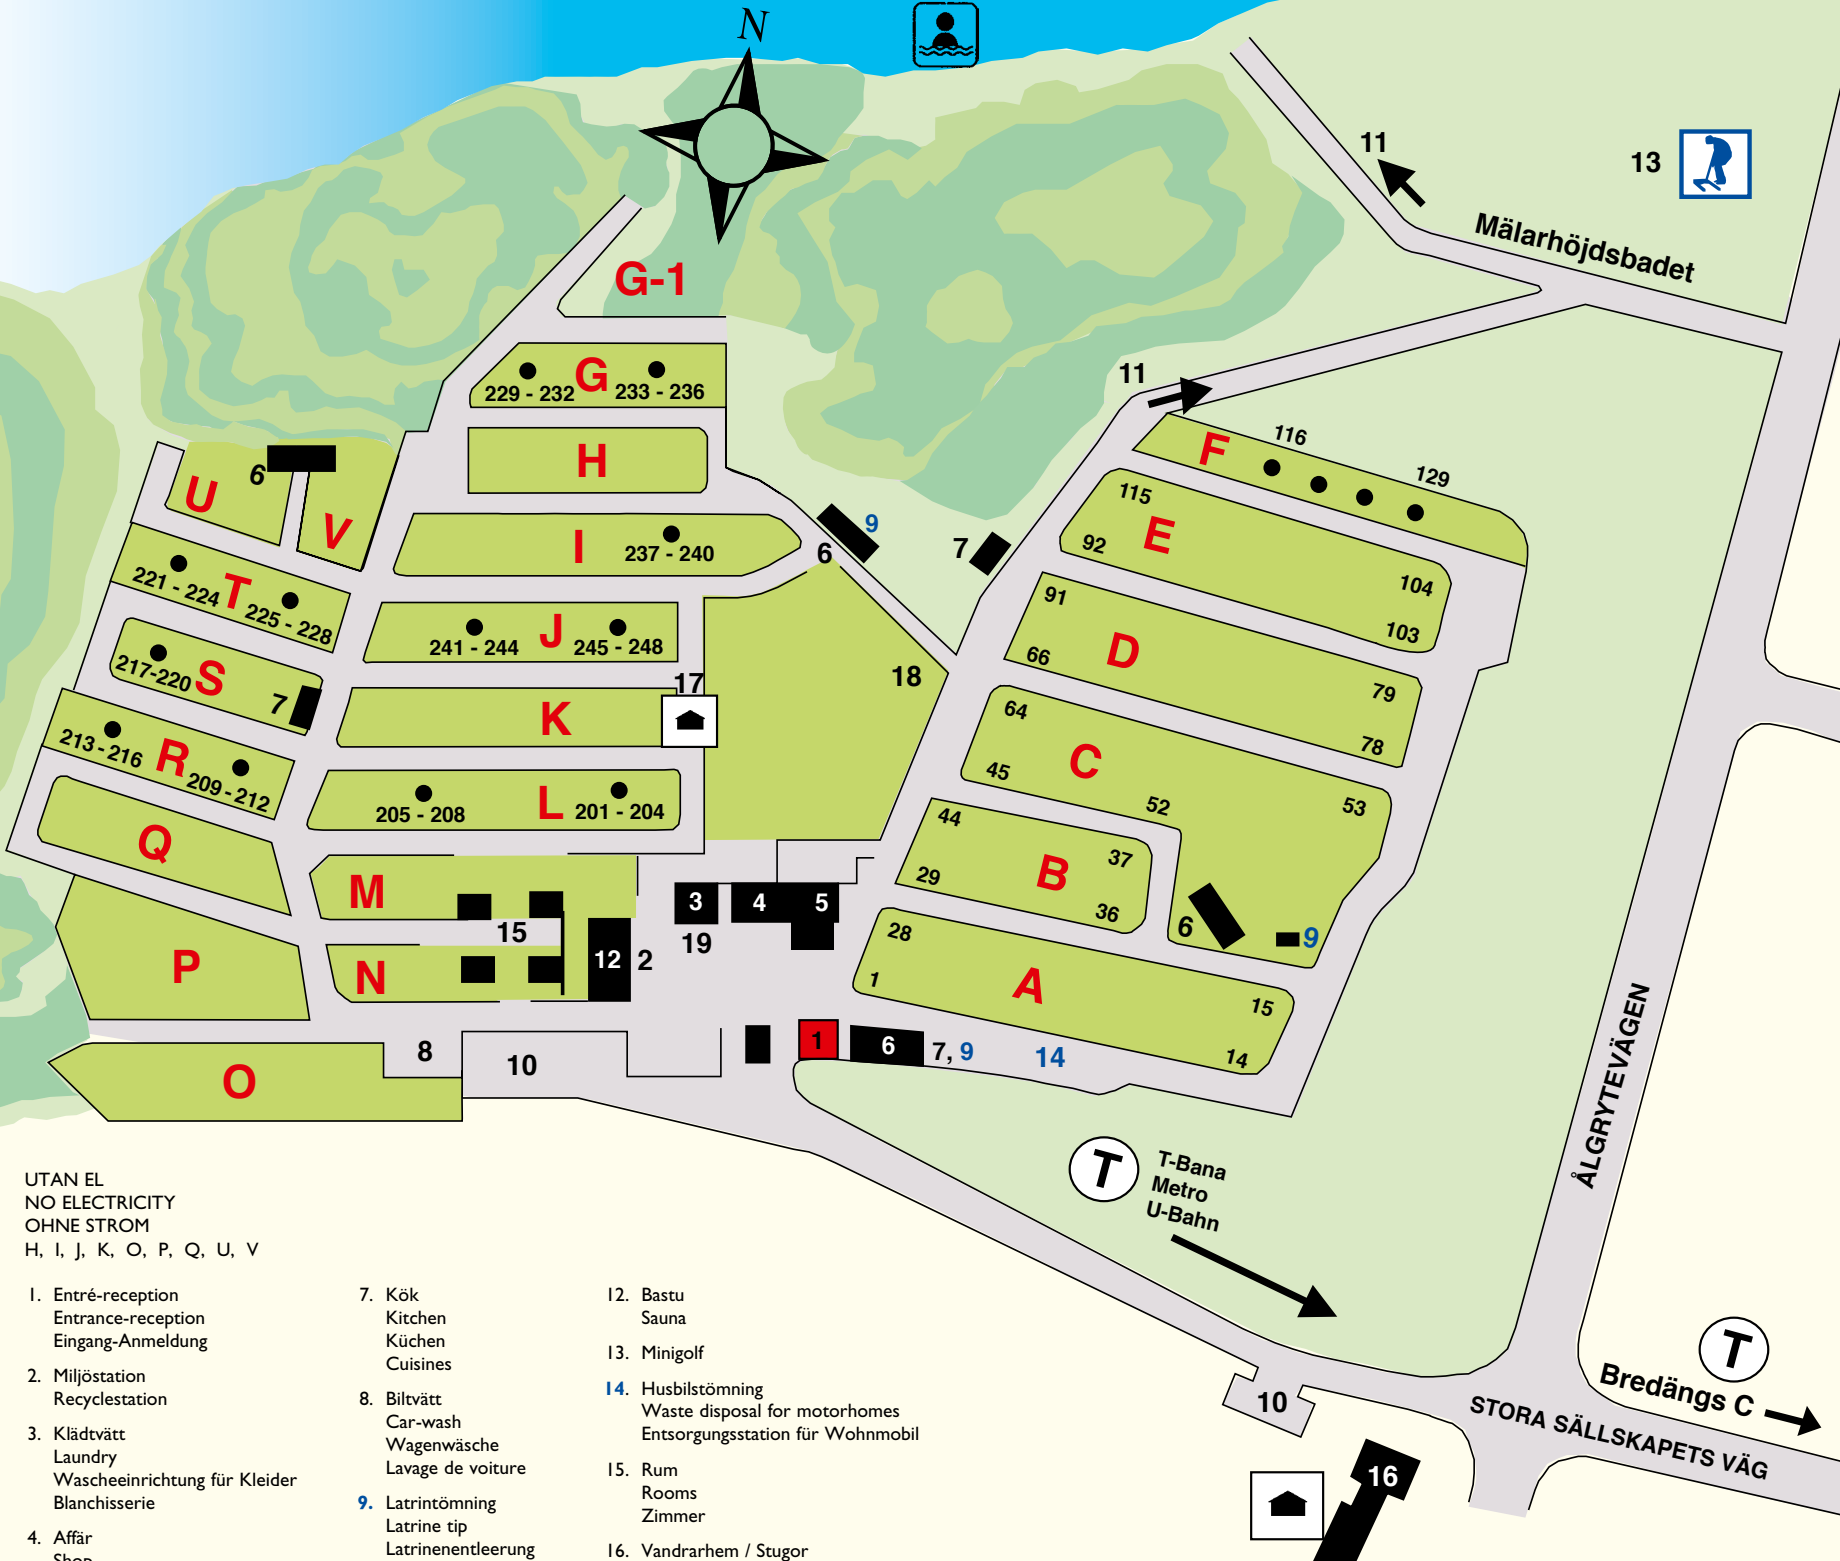 N
11
13
Mälarhöjdsbadet
G-1
G
229 - 232
233 - 236
11
F
116
129
H
U
6
V
I
237 - 240
6
9
7
115
E
92
104
103
221 - 224
T
225 - 228
J
241 - 244
245 - 248
91
D
66
79
78
217-220
S
7
17
18
K
64
C
45
52
53
213 - 216
R
209 - 212
205 - 208
L
201 - 204
Q
44
B
37
29
36
M
3
4
5
6
9
15
19
12
2
28
A
1
15
14
P
N
8
10
1
6
7, 9
14
O
ÅLGRYTEVÄGEN
T
T-Bana
Metro
U-Bahn
T
Bredängs C
10
STORA SÄLLSKAPETS VÄG
16
UTAN EL
NO ELECTRICITY
OHNE STROM
H, I, J, K, O, P, Q, U, V
1. Entré-reception
Entrance-reception
Eingang-Anmeldung
2. Miljöstation
Recyclestation
3. Klädtvätt
Laundry
Wascheeinrichtung für Kleider
Blanchisserie
4. Affär
Shop
7. Kök
Kitchen
Küchen
Cuisines
8. Biltvätt
Car-wash
Wagenwäsche
Lavage de voiture
9. Latrintömning
Latrine tip
Latrinenentleerung
12. Bastu
Sauna
13. Minigolf
14. Husbilstömning
Waste disposal for motorhomes
Entsorgungsstation für Wohnmobil
15. Rum
Rooms
Zimmer
16. Vandrarhem / Stugor